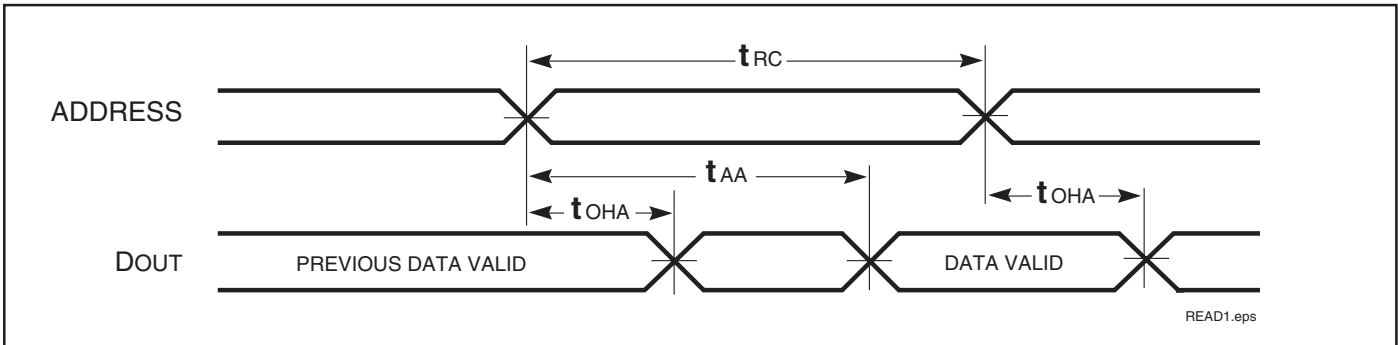 tRC
ADDRESS
tAA
tOHA
tOHA
DOUT
PREVIOUS DATA VALID
DATA VALID
READ1.eps